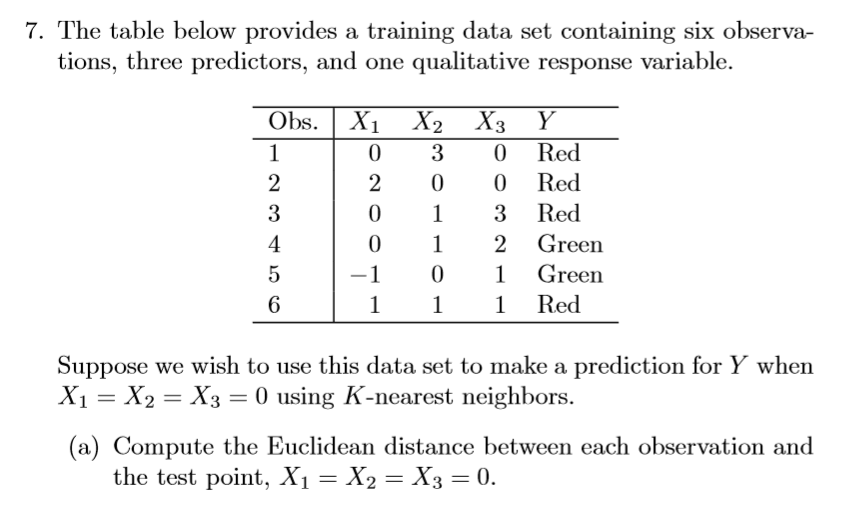 7. The table below provides a training data set containing six observa-
tions, three predictors, and one qualitative response variable.
Obs. X₁ X₂ X₃ Y
1 0 3 0 Red
2 2 0 0 Red
3 0 1 3 Red
4 0 1 2 Green
5 −1 0 1 Green
6 1 1 1 Red
Suppose we wish to use this data set to make a prediction for Y when
X₁ = X₂ = X₃ = 0 using K-nearest neighbors.
(a) Compute the Euclidean distance between each observation and
the test point, X₁ = X₂ = X₃ = 0.